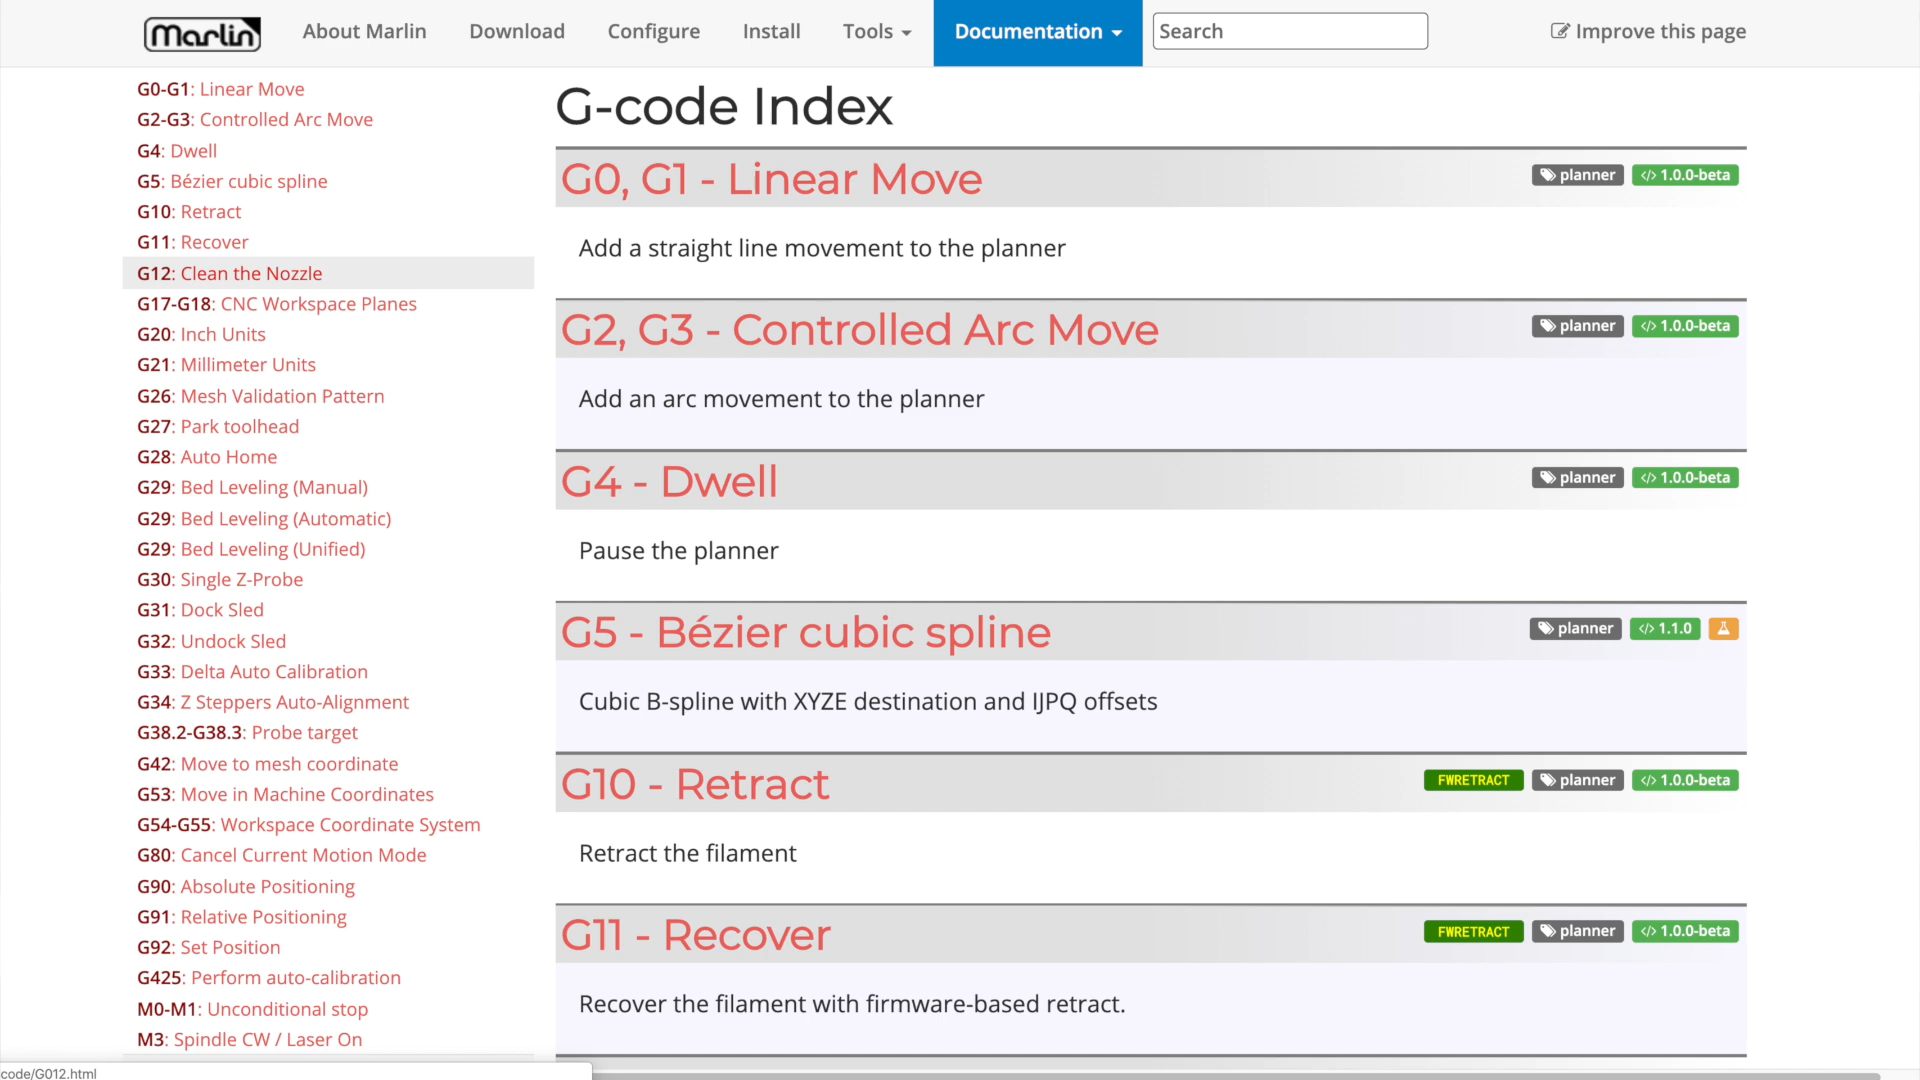 Marlin
About Marlin
Download
Configure
Install
Tools
Documentation
Search
Improve this page
G0-G1: Linear Move
G2-G3: Controlled Arc Move
G4: Dwell
G5: Bézier cubic spline
G10: Retract
G11: Recover
G12: Clean the Nozzle
G17-G18: CNC Workspace Planes
G20: Inch Units
G21: Millimeter Units
G26: Mesh Validation Pattern
G27: Park toolhead
G28: Auto Home
G29: Bed Leveling (Manual)
G29: Bed Leveling (Automatic)
G29: Bed Leveling (Unified)
G30: Single Z-Probe
G31: Dock Sled
G32: Undock Sled
G33: Delta Auto Calibration
G34: Z Steppers Auto-Alignment
G38.2-G38.3: Probe target
G42: Move to mesh coordinate
G53: Move in Machine Coordinates
G54-G55: Workspace Coordinate System
G80: Cancel Current Motion Mode
G90: Absolute Positioning
G91: Relative Positioning
G92: Set Position
G425: Perform auto-calibration
M0-M1: Unconditional stop
M3: Spindle CW / Laser On
G-code Index
G0, G1 - Linear Move
planner
</> 1.0.0-beta
Add a straight line movement to the planner
G2, G3 - Controlled Arc Move
planner
</> 1.0.0-beta
Add an arc movement to the planner
G4 - Dwell
planner
</> 1.0.0-beta
Pause the planner
G5 - Bézier cubic spline
planner
</> 1.1.0
Cubic B-spline with XYZE destination and IJPQ offsets
G10 - Retract
FWRETRACT
planner
</> 1.0.0-beta
Retract the filament
G11 - Recover
FWRETRACT
planner
</> 1.0.0-beta
Recover the filament with firmware-based retract.
code/G012.html